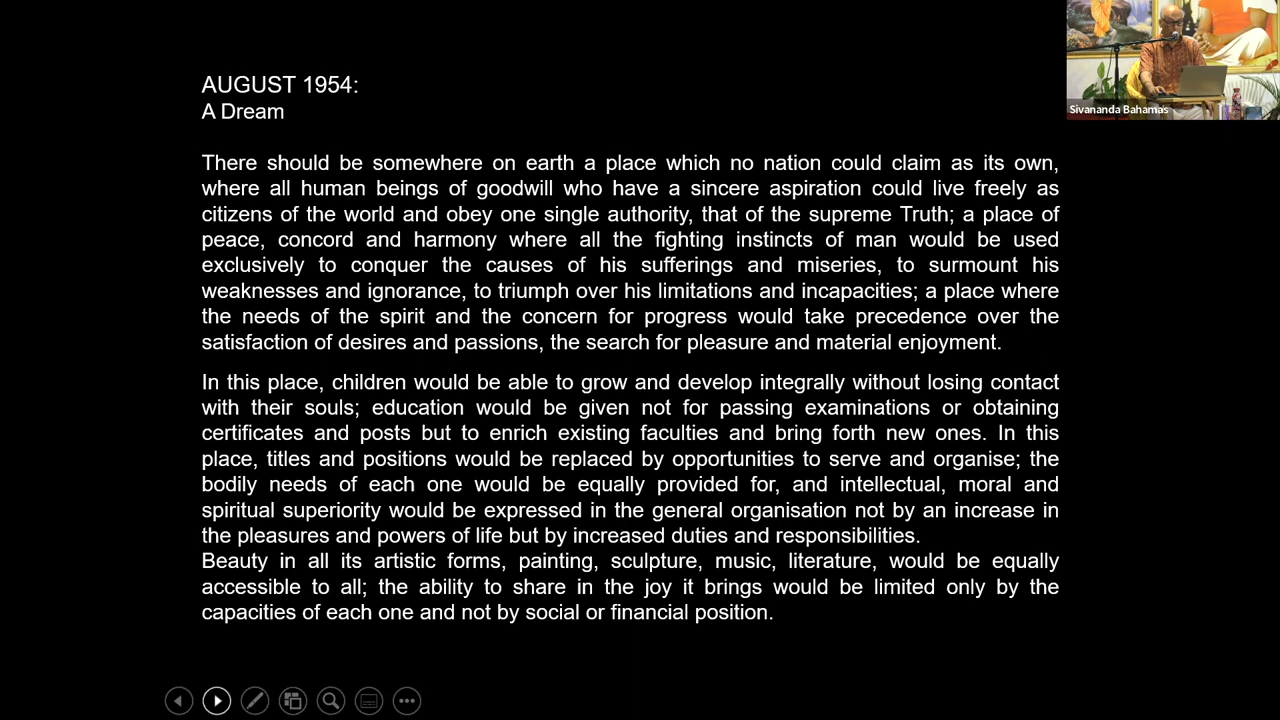 AUGUST 1954:
A Dream
There should be somewhere on earth a place which no nation could claim as its own,
where all human beings of goodwill who have a sincere aspiration could live freely as
citizens of the world and obey one single authority, that of the supreme Truth; a place of
peace, concord and harmony where all the fighting instincts of man would be used
exclusively to conquer the causes of his sufferings and miseries, to surmount his
weaknesses and ignorance, to triumph over his limitations and incapacities; a place where
the needs of the spirit and the concern for progress would take precedence over the
satisfaction of desires and passions, the search for pleasure and material enjoyment.
In this place, children would be able to grow and develop integrally without losing contact
with their souls; education would be given not for passing examinations or obtaining
certificates and posts but to enrich existing faculties and bring forth new ones. In this
place, titles and positions would be replaced by opportunities to serve and organise; the
bodily needs of each one would be equally provided for, and intellectual, moral and
spiritual superiority would be expressed in the general organisation not by an increase in
the pleasures and powers of life but by increased duties and responsibilities.
Beauty in all its artistic forms, painting, sculpture, music, literature, would be equally
accessible to all; the ability to share in the joy it brings would be limited only by the
capacities of each one and not by social or financial position.
Sivananda Bahamas